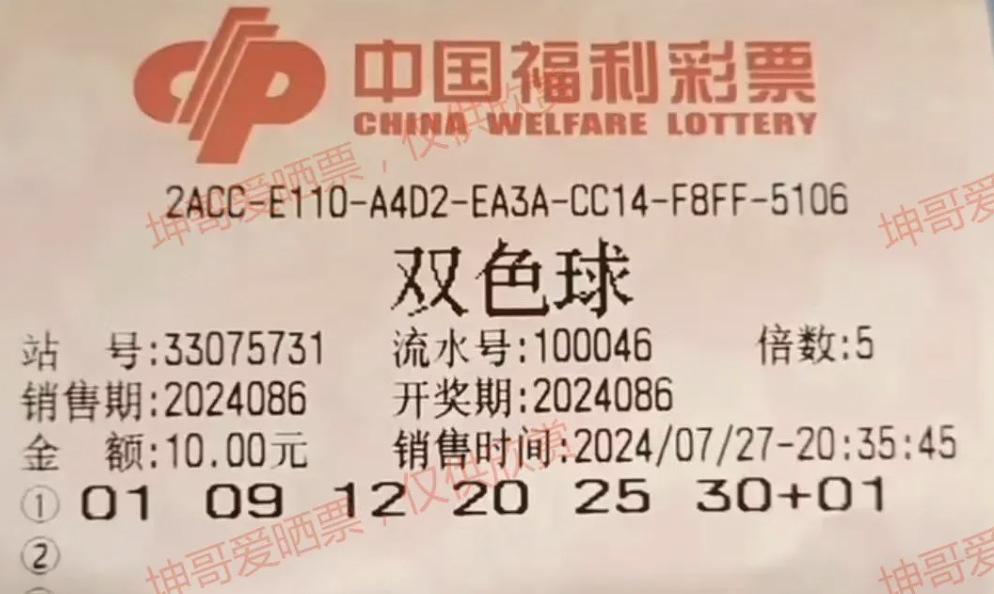 中国福利彩票
CHINA WELFARE LOTTERY
2ACC-E110-A4D2-EA3A-CC14-F8FF-5106
双色球
站 号:33075731 流水号:100046 倍数:5
销售期:2024086 开奖期:2024086
金 额:10.00元 销售时间:2024/07/27-20:35:45
① 01 09 12 20 25 30+01
②
坤哥爱晒票，仅供欣赏
坤哥爱
坤哥爱晒票，仅供欣赏
坤哥爱